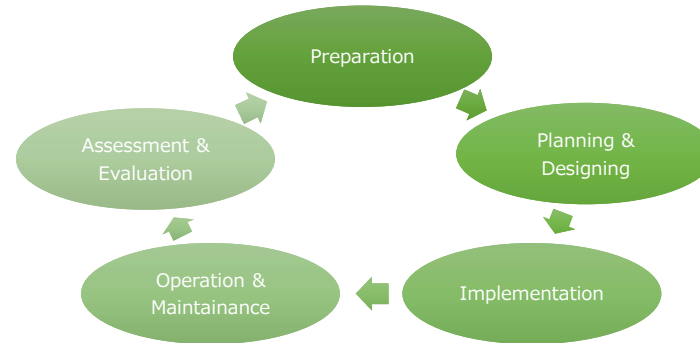 Preparation
Planning &
Designing
Implementation
Operation &
Maintainance
Assessment &
Evaluation